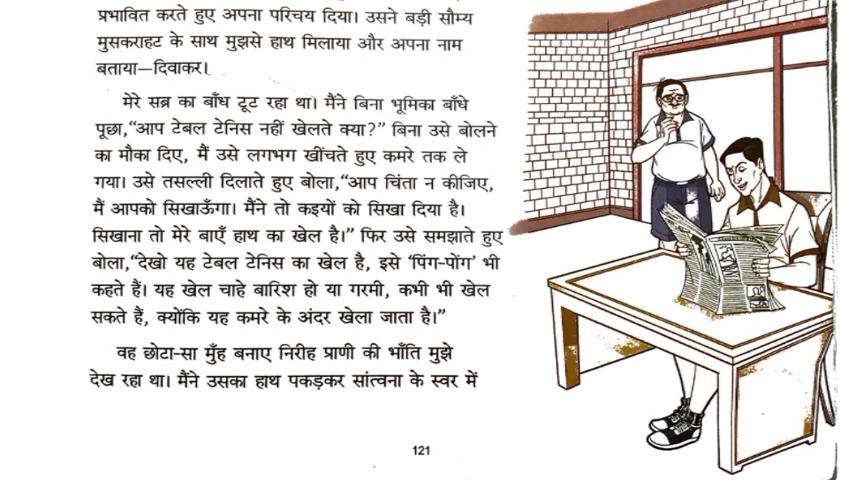 प्रभावित करते हुए अपना परिचय दिया। उसने बड़ी सौम्य
मुसकराहट के साथ मुझसे हाथ मिलाया और अपना नाम
बताया—दिवाकर।
मेरे सब्र का बाँध टूट रहा था। मैंने बिना भूमिका बाँधे
पूछा,“आप टेबल टेनिस नहीं खेलते क्या?” बिना उसे बोलने
का मौका दिए, मैं उसे लगभग खींचते हुए कमरे तक ले
गया। उसे तसल्ली दिलाते हुए बोला,“आप चिंता न कीजिए,
मैं आपको सिखाऊँगा। मैंने तो कइयों को सिखा दिया है।
सिखाना तो मेरे बाएँ हाथ का खेल है।” फिर उसे समझाते हुए
बोला,“देखो यह टेबल टेनिस का खेल है, इसे ‘पिंग-पोंग’ भी
कहते हैं। यह खेल चाहे बारिश हो या गरमी, कभी भी खेल
सकते हैं, क्योंकि यह कमरे के अंदर खेला जाता है।”
वह छोटा-सा मुँह बनाए निरीह प्राणी की भाँति मुझे
देख रहा था। मैंने उसका हाथ पकड़कर सांत्वना के स्वर में
121